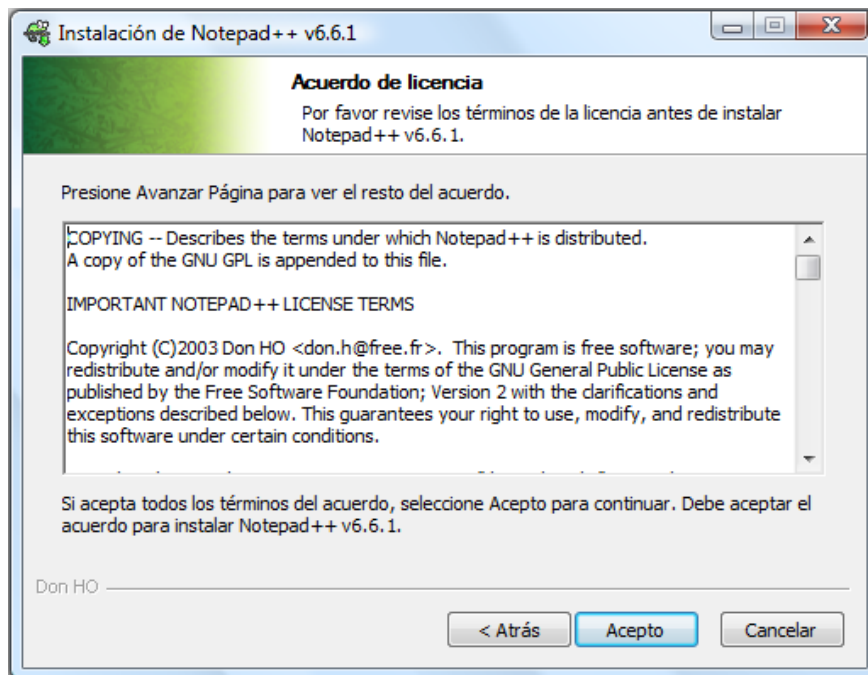 Instalación de Notepad++ v6.6.1
Acuerdo de licencia
Por favor revise los términos de la licencia antes de instalar
Notepad++ v6.6.1.
Presione Avanzar Página para ver el resto del acuerdo.
COPYING -- Describes the terms under which Notepad++ is distributed.
A copy of the GNU GPL is appended to this file.
IMPORTANT NOTEPAD++ LICENSE TERMS
Copyright (C)2003 Don HO <don.h@free.fr>.  This program is free software; you may
redistribute and/or modify it under the terms of the GNU General Public License as
published by the Free Software Foundation; Version 2 with the clarifications and
exceptions described below. This guarantees your right to use, modify, and redistribute
this software under certain conditions.
Si acepta todos los términos del acuerdo, seleccione Acepto para continuar. Debe aceptar el
acuerdo para instalar Notepad++ v6.6.1.
Don HO
< Atrás Acepto Cancelar